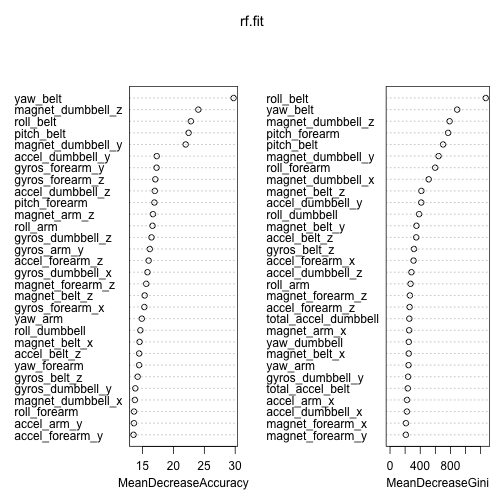 rf.fit
yaw_belt
magnet_dumbbell_z
roll_belt
pitch_belt
magnet_dumbbell_y
accel_dumbbell_y
gyros_forearm_y
gyros_forearm_z
accel_dumbbell_z
pitch_forearm
magnet_arm_z
roll_arm
gyros_dumbbell_z
gyros_arm_y
accel_forearm_z
gyros_dumbbell_x
magnet_forearm_z
magnet_belt_z
gyros_forearm_x
yaw_arm
roll_dumbbell
magnet_belt_x
accel_belt_z
yaw_forearm
gyros_belt_z
gyros_dumbbell_y
magnet_dumbbell_x
roll_forearm
accel_arm_y
accel_forearm_y
15 20 25 30
MeanDecreaseAccuracy
roll_belt
yaw_belt
magnet_dumbbell_z
pitch_forearm
pitch_belt
magnet_dumbbell_y
roll_forearm
magnet_dumbbell_x
magnet_belt_z
accel_dumbbell_y
roll_dumbbell
magnet_belt_y
accel_belt_z
gyros_belt_z
accel_forearm_x
accel_dumbbell_z
roll_arm
magnet_forearm_z
accel_forearm_z
total_accel_dumbbell
magnet_arm_x
yaw_dumbbell
magnet_belt_x
yaw_arm
gyros_dumbbell_y
total_accel_belt
accel_arm_x
accel_dumbbell_x
magnet_forearm_x
magnet_forearm_y
0 400 800
MeanDecreaseGini